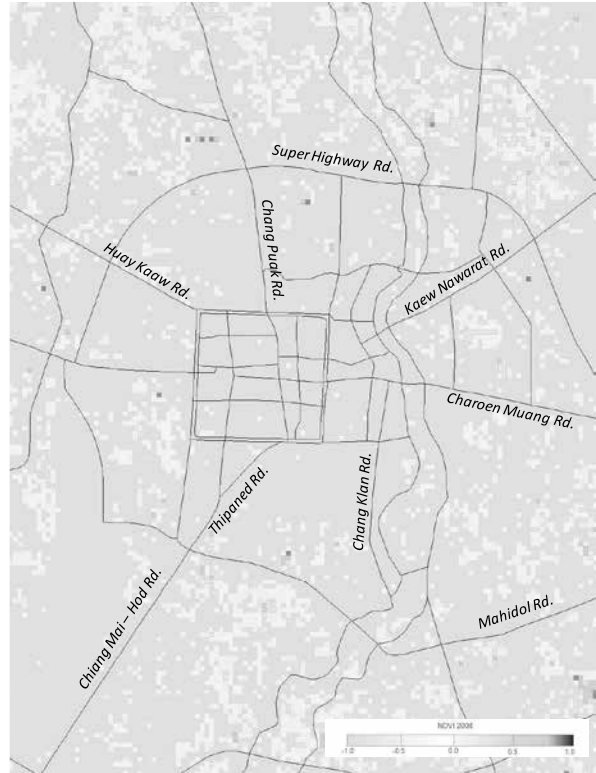 Super Highway Rd.
Chang Puak Rd.
Huay Kaaw Rd.
Kaew Nawarat Rd.
Charoen Muang Rd.
Thipaned Rd.
Chang Klan Rd.
Chiang Mai – Hod Rd.
Mahidol Rd.
NDVI 2006
-1.0 -0.5 0.0 0.5 1.0